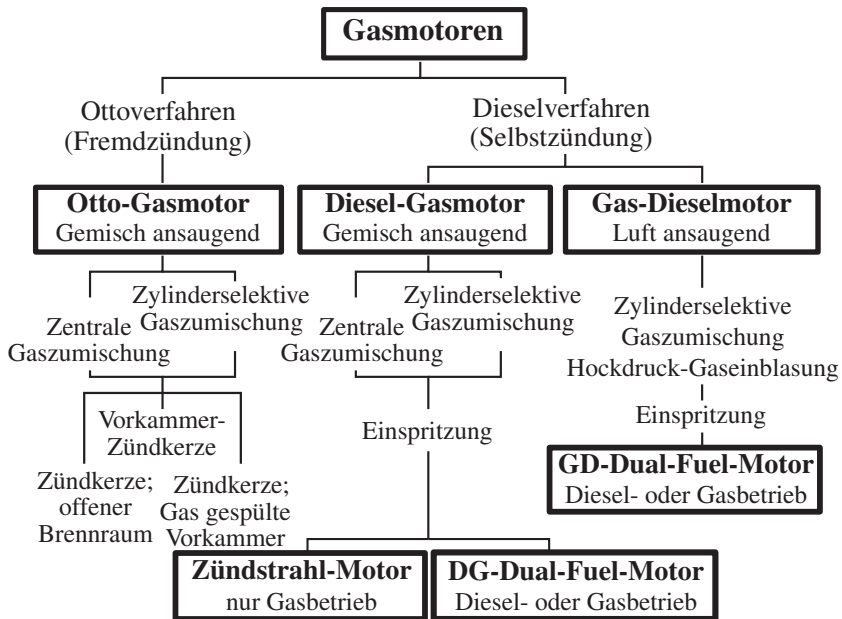 Gasmotoren
Ottoverfahren
(Fremdzündung)
Dieselverfahren
(Selbstzündung)
Otto-Gasmotor
Gemisch ansaugend
Diesel-Gasmotor
Gemisch ansaugend
Gas-Dieselmotor
Luft ansaugend
Zentrale
Gaszumischung
Zylinderselektive
Gaszumischung
Zentrale
Gaszumischung
Zylinderselektive
Gaszumischung
Zylinderselektive
Gaszumischung
Hockdruck-Gaseinblasung
Vorkammer-
Zündkerze
Einspritzung
Einspritzung
Zündkerze;
offener
Brennraum
Zündkerze;
Gas gespülte
Vorkammer
GD-Dual-Fuel-Motor
Diesel- oder Gasbetrieb
Zündstrahl-Motor
nur Gasbetrieb
DG-Dual-Fuel-Motor
Diesel- oder Gasbetrieb